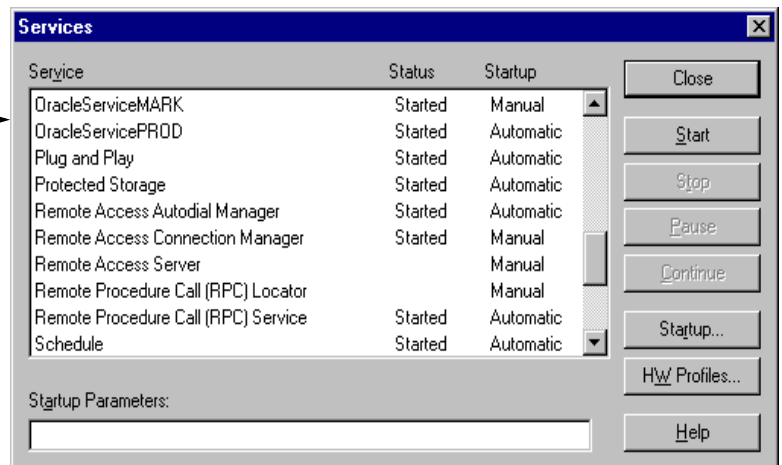 Services
Service Status Startup
OracleServiceMARK Started Manual
OracleServicePROD Started Automatic
Plug and Play Started Automatic
Protected Storage Started Automatic
Remote Access Autodial Manager Started Automatic
Remote Access Connection Manager Started Manual
Remote Access Server Manual
Remote Procedure Call (RPC) Locator Manual
Remote Procedure Call (RPC) Service Started Automatic
Schedule Started Automatic
Startup Parameters:
Close
Start
Stop
Pause
Continue
Startup...
HW Profiles...
Help